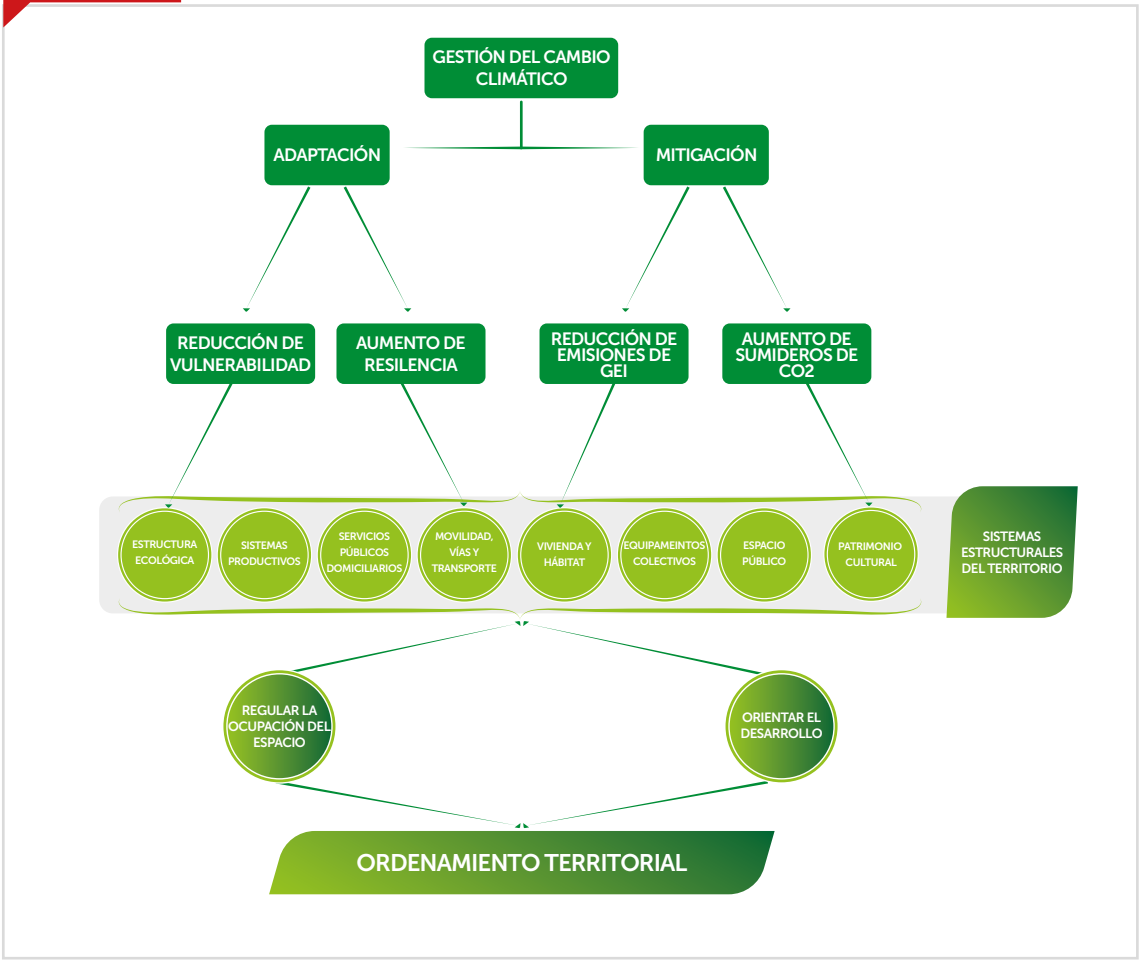 GESTIÓN DEL CAMBIO
CLIMÁTICO
ADAPTACIÓN
MITIGACIÓN
REDUCCIÓN DE
VULNERABILIDAD
AUMENTO DE
RESILENCIA
REDUCCIÓN DE
EMISIONES DE
GEI
AUMENTO DE
SUMIDEROS DE
CO2
ESTRUCTURA
ECOLÓGICA
SISTEMAS
PRODUCTIVOS
SERVICIOS
PÚBLICOS
DOMICILIARIOS
MOVILIDAD,
VÍAS Y
TRANSPORTE
VIVIENDA Y
HÁBITAT
EQUIPAMEINTOS
COLECTIVOS
ESPACIO
PÚBLICO
PATRIMONIO
CULTURAL
SISTEMAS
ESTRUCTURALES
DEL TERRITORIO
REGULAR LA
OCUPACIÓN DEL
ESPACIO
ORIENTAR EL
DESARROLLO
ORDENAMIENTO TERRITORIAL